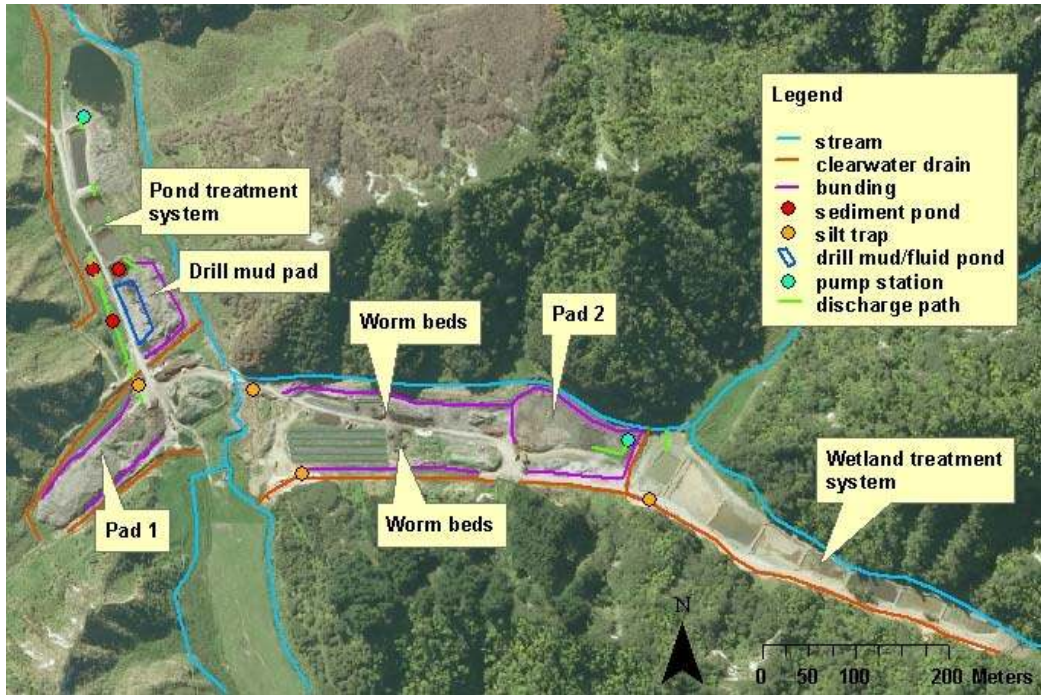 Legend
stream
clearwater drain
bunding
sediment pond
silt trap
drill mud/fluid pond
pump station
discharge path
Pond treatment
system
Drill mud pad
Worm beds
Pad 2
Wetland treatment
system
Worm beds
Pad 1
N
0 50 100 200 Meters